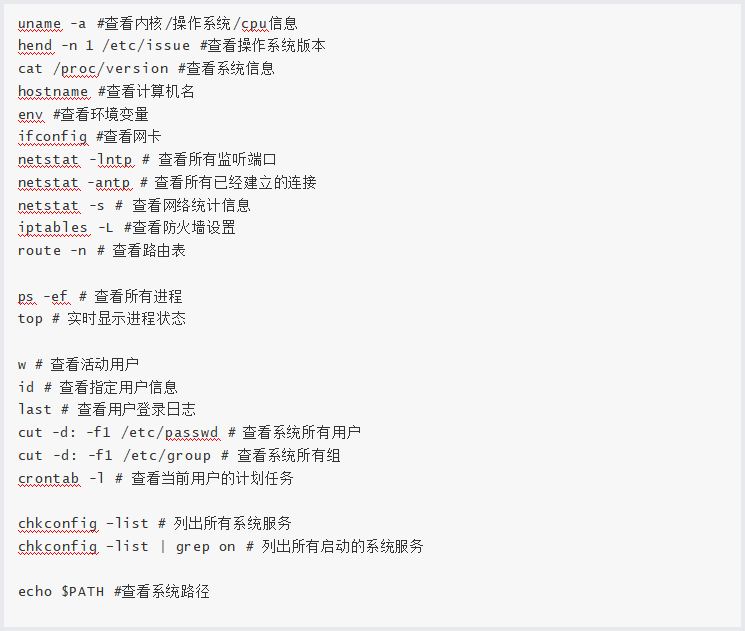 uname -a #查看内核/操作系统/cpu信息
hend -n 1 /etc/issue #查看操作系统版本
cat /proc/version #查看系统信息
hostname #查看计算机名
env #查看环境变量
ifconfig #查看网卡
netstat -lntp # 查看所有监听端口
netstat -antp # 查看所有已经建立的连接
netstat -s # 查看网络统计信息
iptables -L #查看防火墙设置
route -n # 查看路由表
ps -ef # 查看所有进程
top # 实时显示进程状态
w # 查看活动用户
id # 查看指定用户信息
last # 查看用户登录日志
cut -d: -f1 /etc/passwd # 查看系统所有用户
cut -d: -f1 /etc/group # 查看系统所有组
crontab -l # 查看当前用户的计划任务
chkconfig –list # 列出所有系统服务
chkconfig –list | grep on # 列出所有启动的系统服务
echo $PATH #查看系统路径